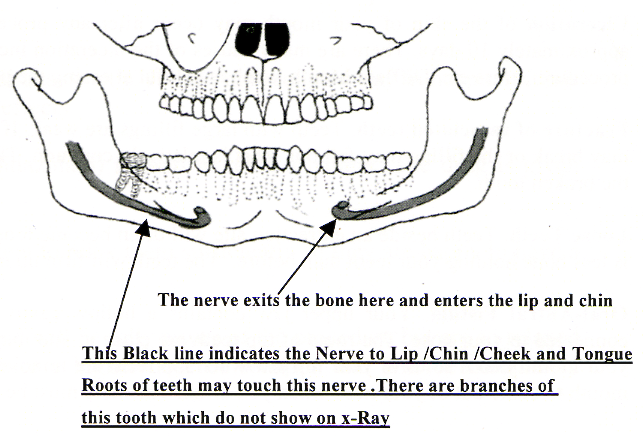 The nerve exits the bone here and enters the lip and chin
This Black line indicates the Nerve to Lip /Chin /Cheek and Tongue
Roots of teeth may touch this nerve .There are branches of
this tooth which do not show on x-Ray